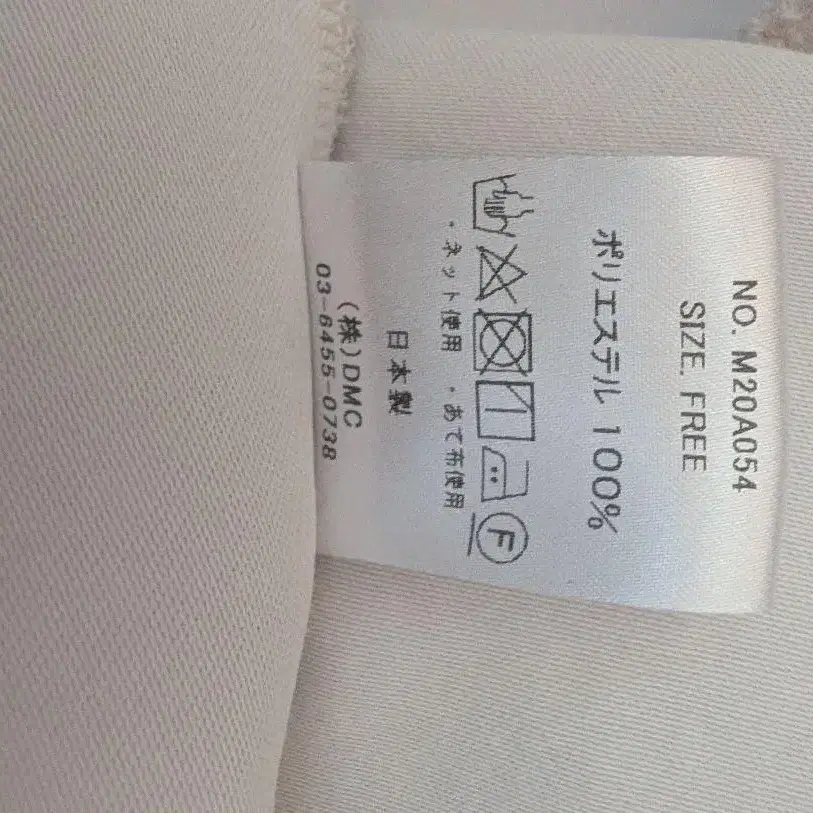 NO. M20A054
SIZE. FREE
ポリエステル 100%
F
・ネット使用 ・あて布使用
日本製
(株)DMC
03-6455-0738